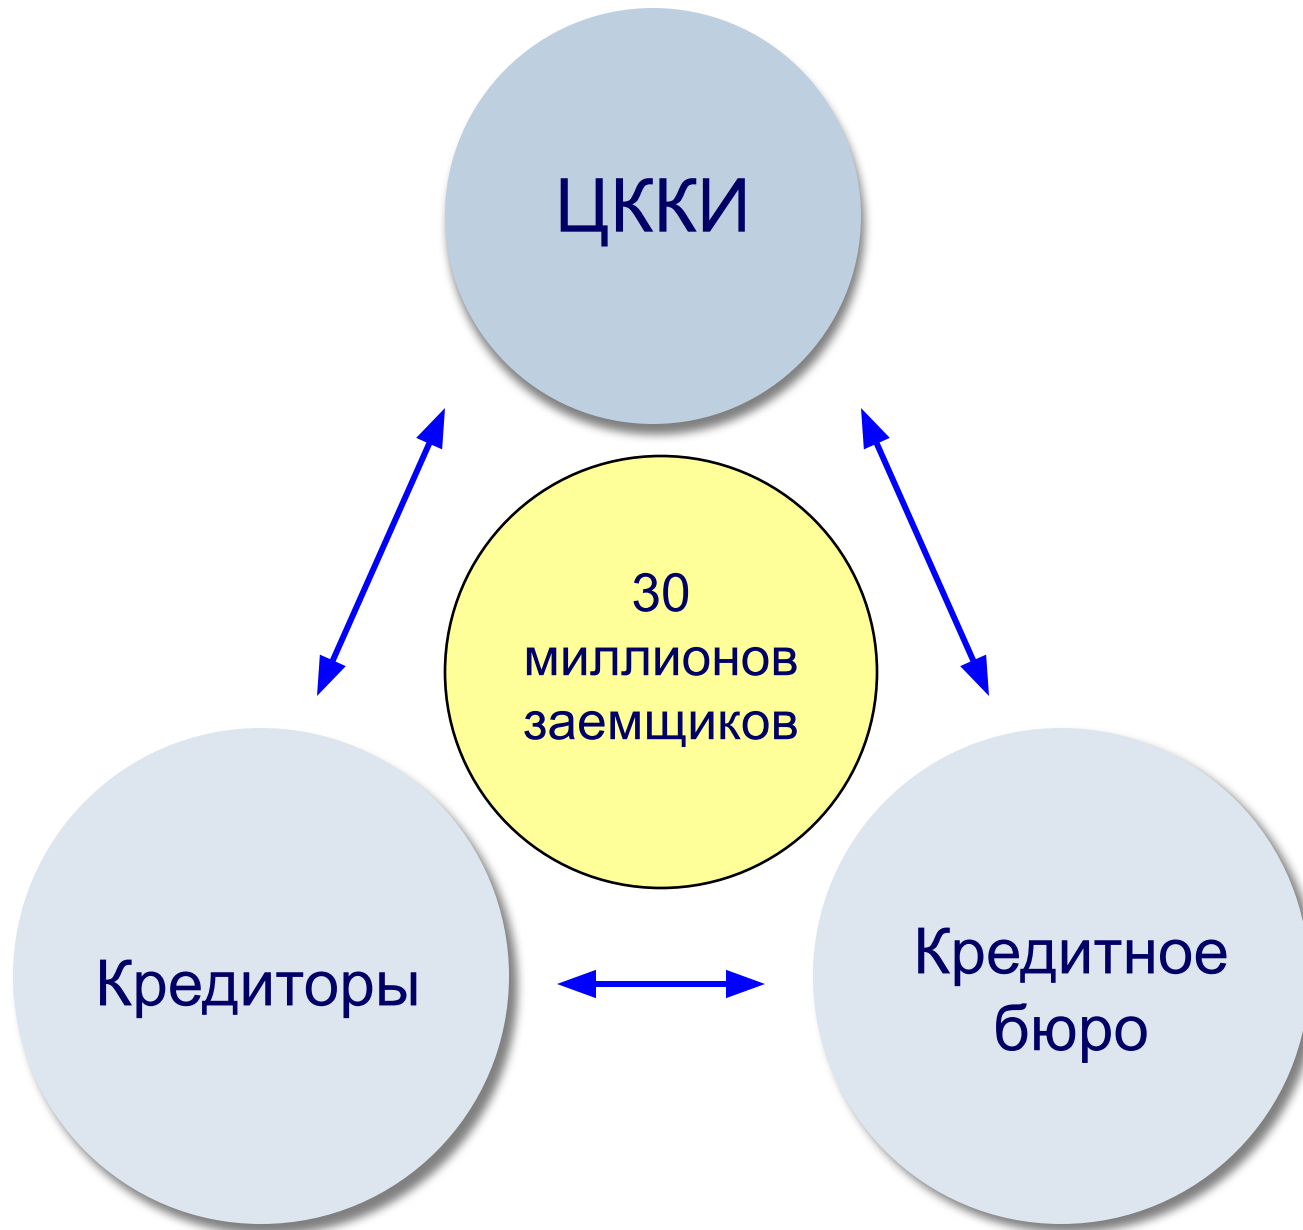 ЦККИ
30
миллионов
заемщиков
Кредиторы
Кредитное
бюро